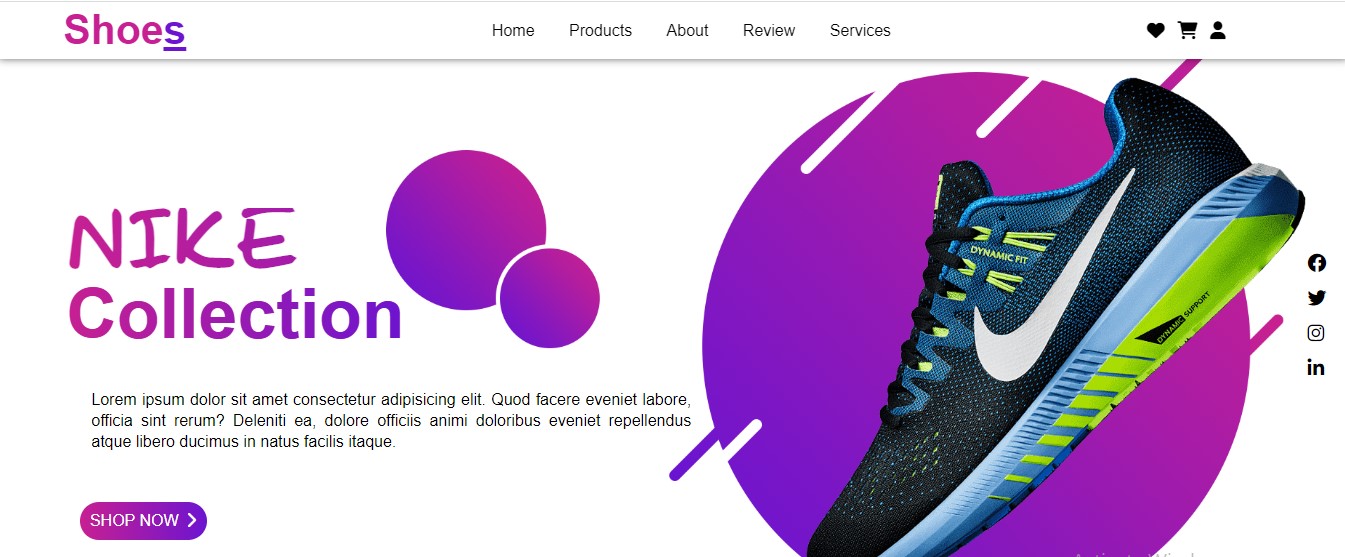 Shoes
Home Products About Review Services
NIKE
Collection
Lorem ipsum dolor sit amet consectetur adipisicing elit. Quod facere eveniet labore,
officia sint rerum? Deleniti ea, dolore officiis animi doloribus eveniet repellendus
atque libero ducimus in natus facilis itaque.
SHOP NOW
DYNAMIC FIT
DYNAMIC SUPPORT